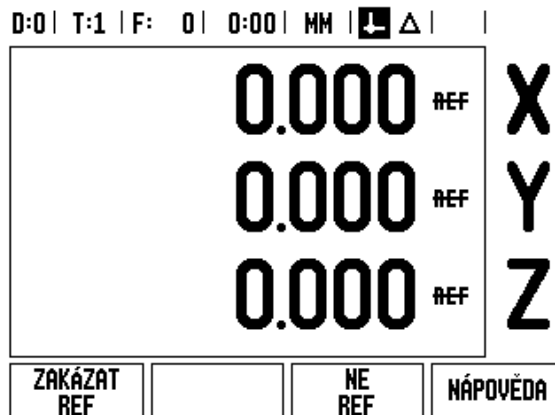 D:0 | T:1 | F: 0 | 0:00 | MM | Δ |
0.000 REF X
0.000 REF Y
0.000 REF Z
ZAKÁZAT
REF
NE
REF
NÁPOVĚDA